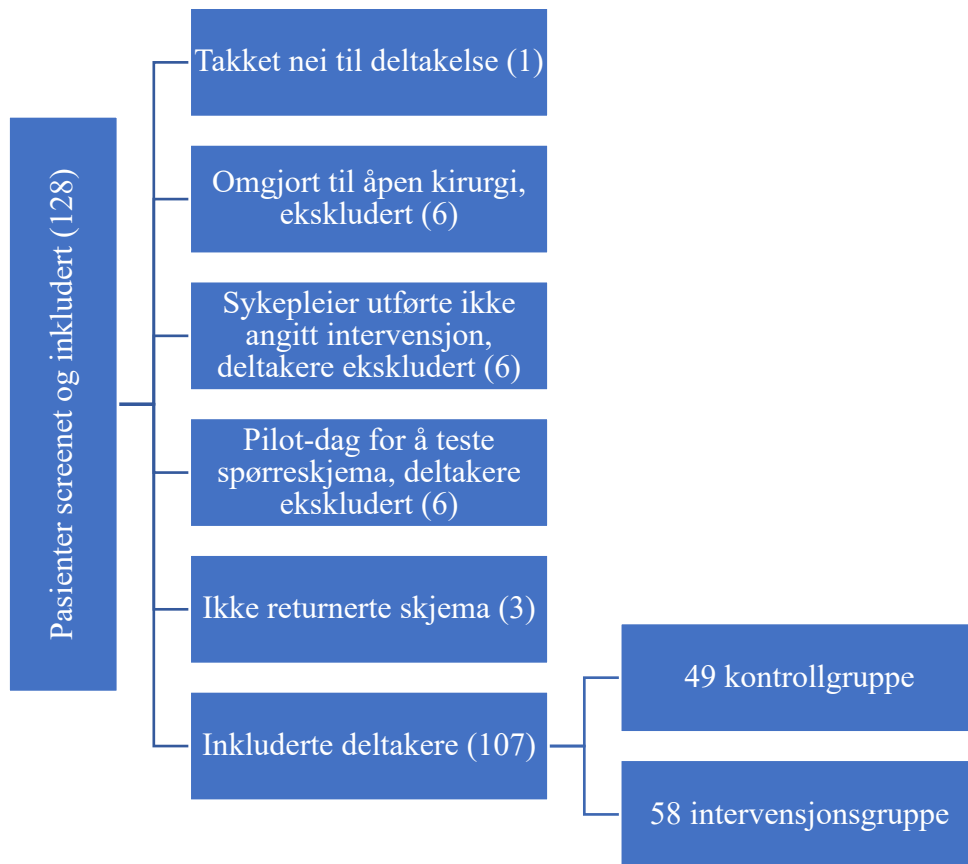 Pasienter screenet og inkludert (128)
Takket nei til deltakelse (1)
Omgjort til åpen kirurgi,
ekskludert (6)
Sykepleier utførte ikke
angitt intervensjon,
deltakere ekskludert (6)
Pilot-dag for å teste
spørreskjema, deltakere
ekskludert (6)
Ikke returnerte skjema (3)
Inkluderte deltakere (107)
49 kontrollgruppe
58 intervensjonsgruppe